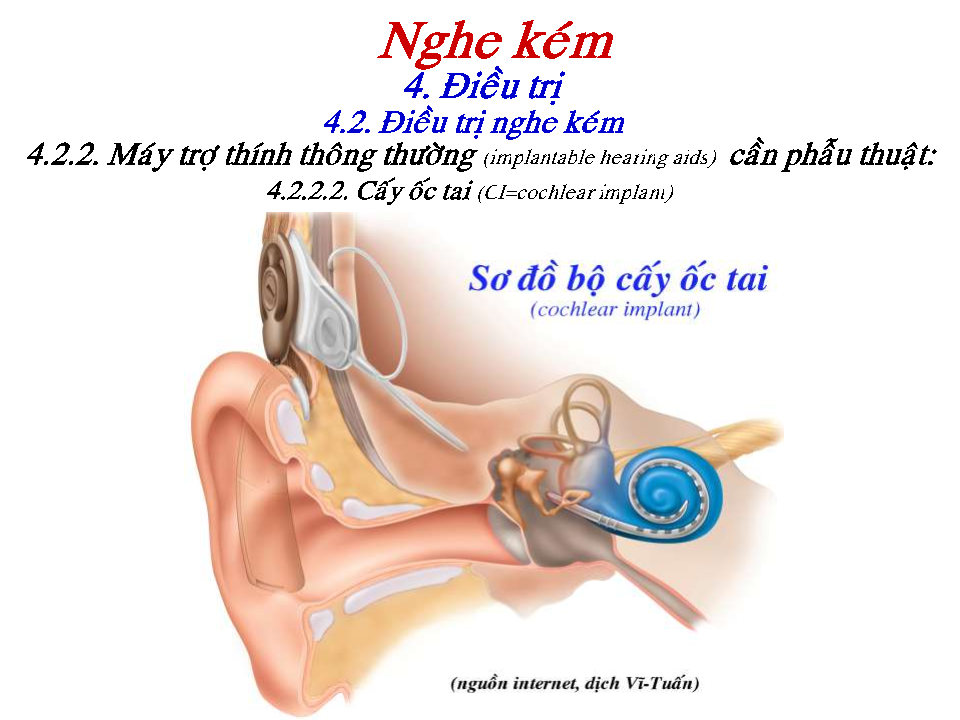 Nghe kém
4. Điều trị
4.2. Điều trị nghe kém
4.2.2. Máy trợ thính thông thường (implantable hearing aids) cần phẫu thuật:
4.2.2.2. Cấy ốc tai (CI=cochlear implant)
Sơ đồ bộ cấy ốc tai
(cochlear implant)
(nguồn internet, dịch Vĩ-Tuấn)